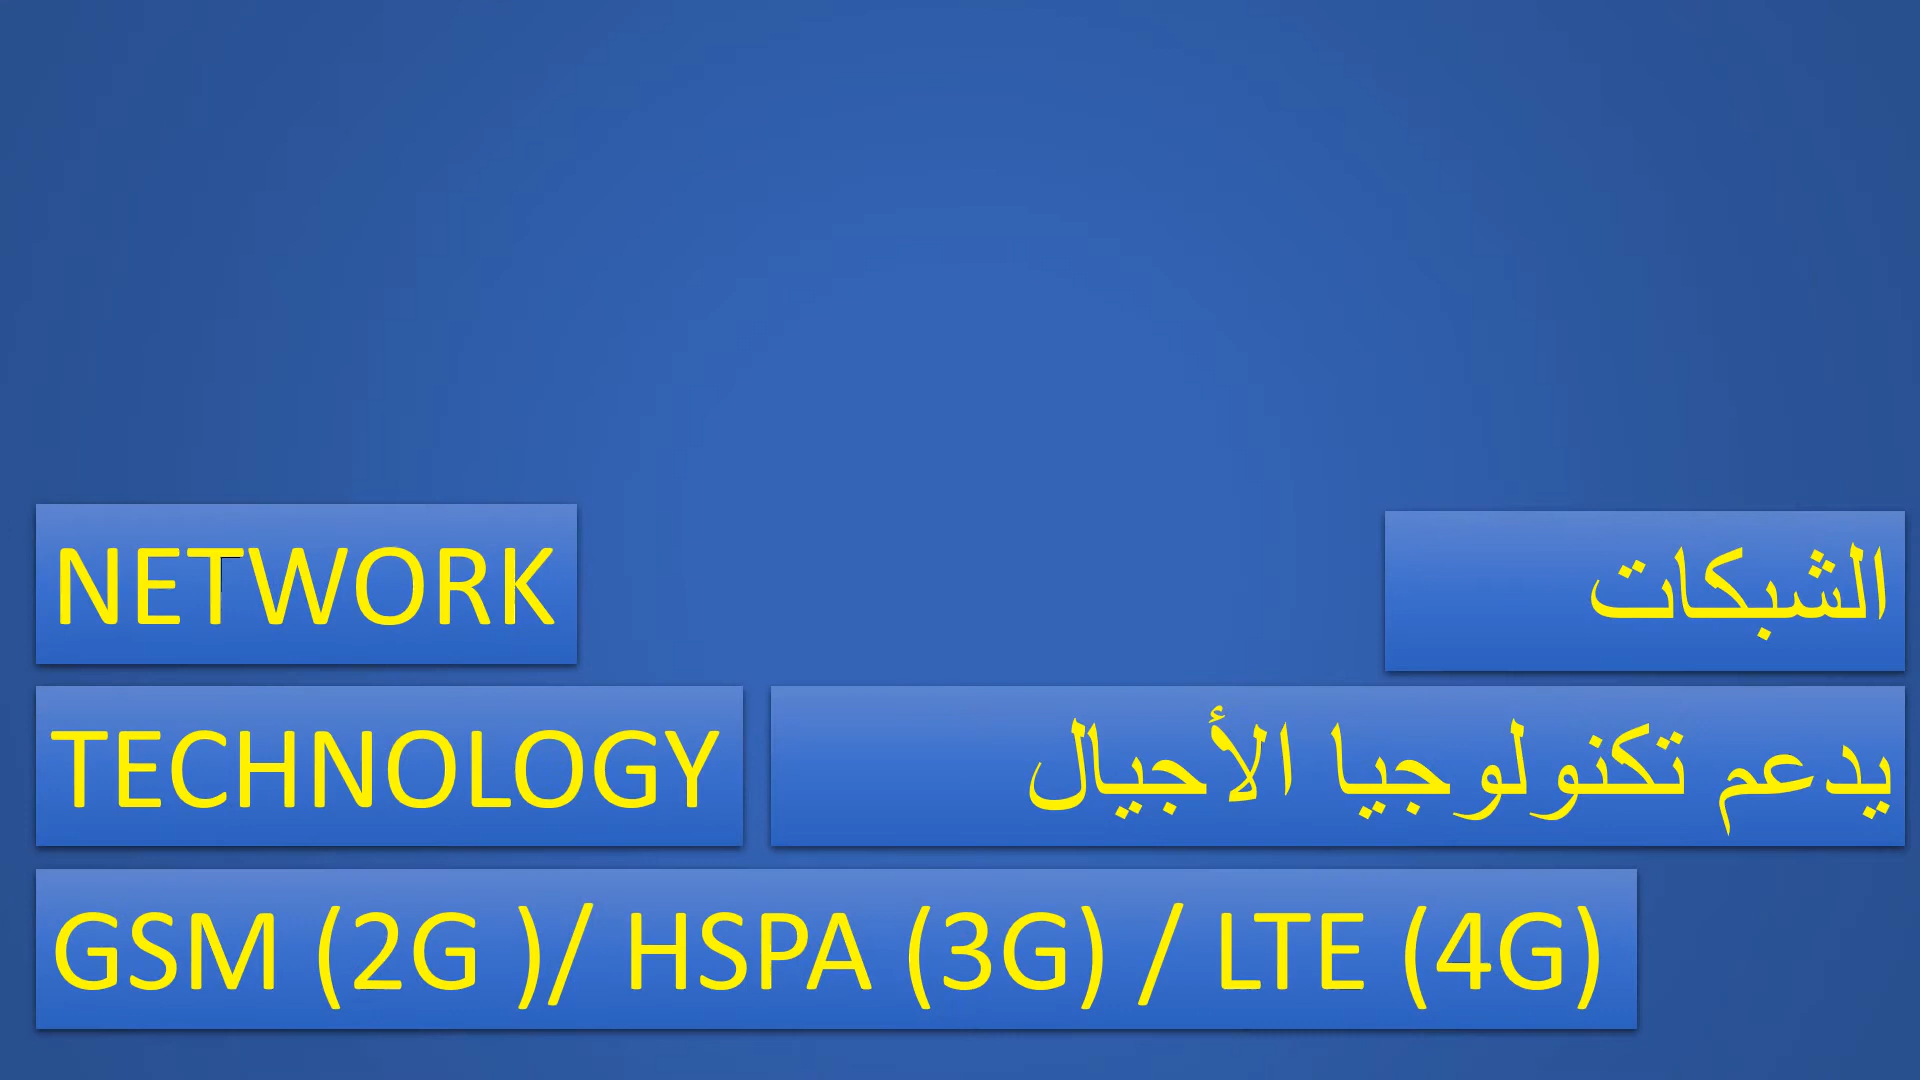 NETWORK
الشبكات
TECHNOLOGY
يدعم تكنولوجيا الأجيال
GSM (2G )/ HSPA (3G) / LTE (4G)